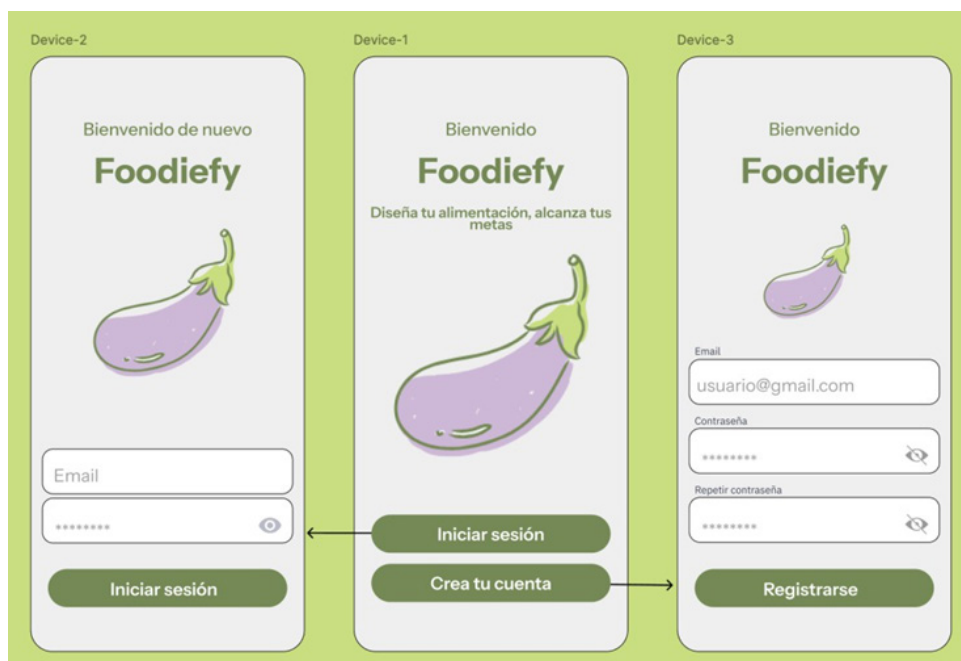 Device-2
Bienvenido de nuevo
Foodiefy
Email
********
Iniciar sesión
Device-1
Bienvenido
Foodiefy
Diseña tu alimentación, alcanza tus
metas
Iniciar sesión
Crea tu cuenta
Device-3
Bienvenido
Foodiefy
Email
usuario@gmail.com
Contraseña
********
Repetir contraseña
********
Registrarse